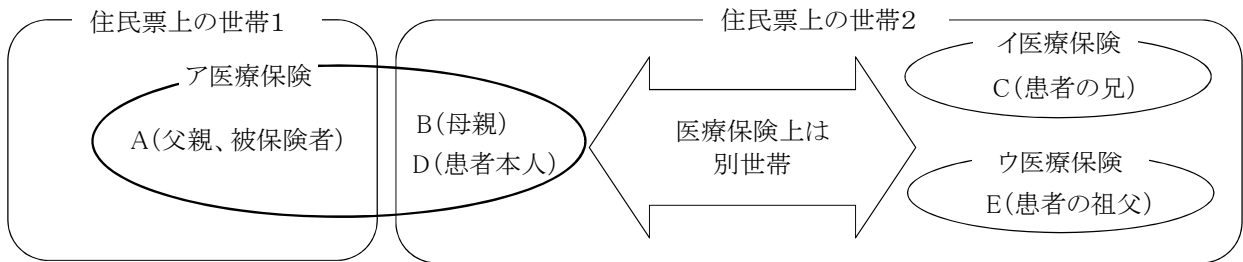 住民票上の世帯1
ア医療保険
A(父親、被保険者)
住民票上の世帯2
B(母親)
D(患者本人)
医療保険上は
別世帯
イ医療保険
C(患者の兄)
ウ医療保険
E(患者の祖父)